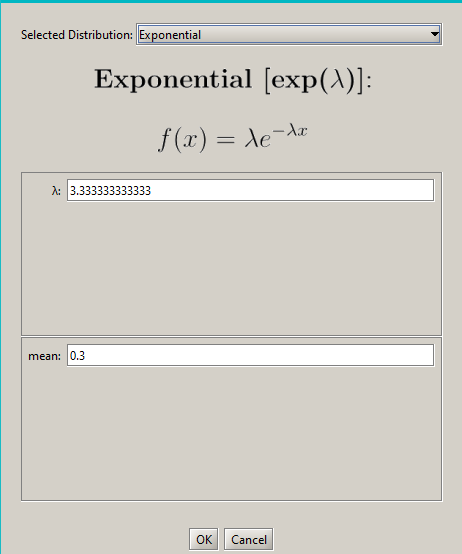 Selected Distribution: Exponential
Exponential [exp(λ)]:
f(x) = λe^{−λx}
λ: 3.333333333333
mean: 0.3
OK Cancel